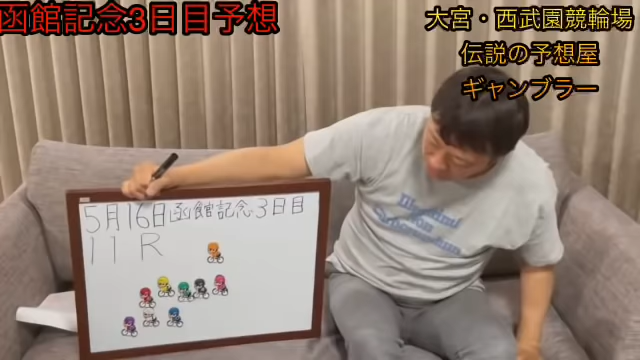 函館記念3日目予想
大宮・西武園競輪場
伝説の予想屋
ギャンブラー
5月16日函館記念3日目
11R